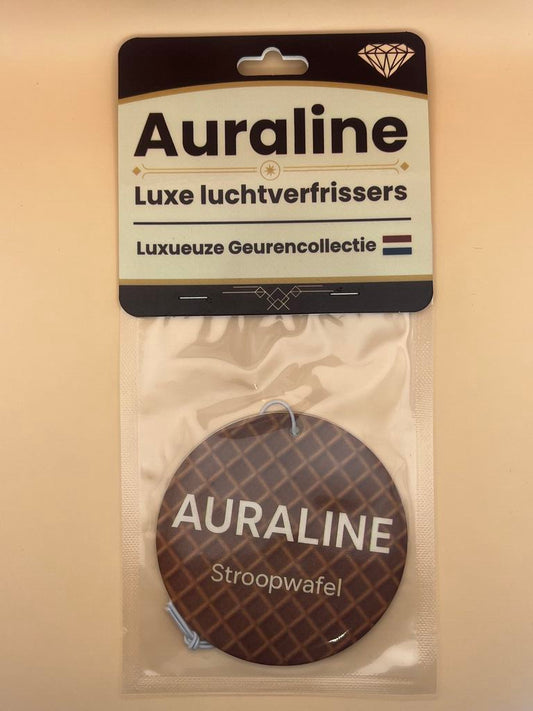 Auraline
Luxe luchtverfrissers
Luxueuze Geurencollectie
AURALINE
Stroopwafel